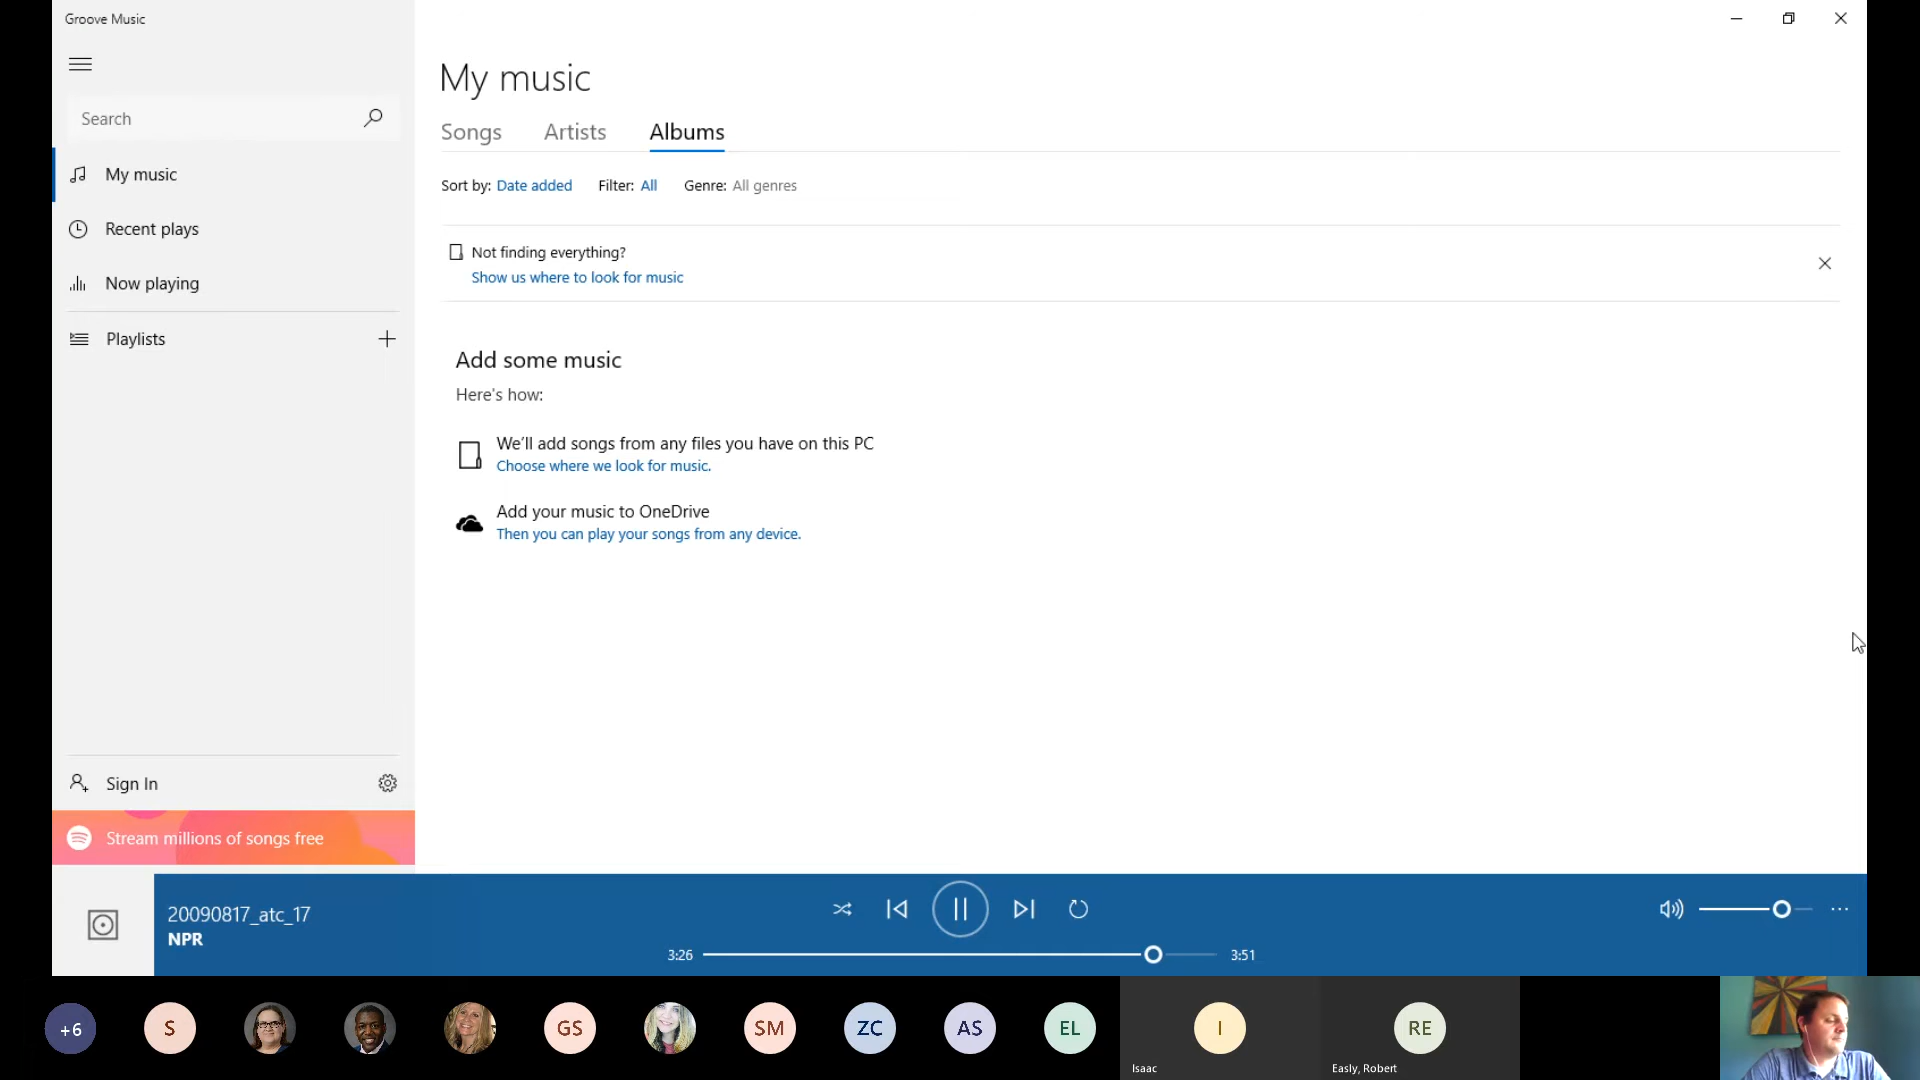 Groove Music
Search
My music
Recent plays
Now playing
Playlists
Sign In
Stream millions of songs free
My music
Songs Artists Albums
Sort by: Date added Filter: All Genre: All genres
Not finding everything?
Show us where to look for music
Add some music
Here's how:
We'll add songs from any files you have on this PC
Choose where we look for music.
Add your music to OneDrive
Then you can play your songs from any device.
20090817_atc_17
NPR
3:26 3:51
+6 S GS SM ZC AS EL I RE
Isaac Easly, Robert